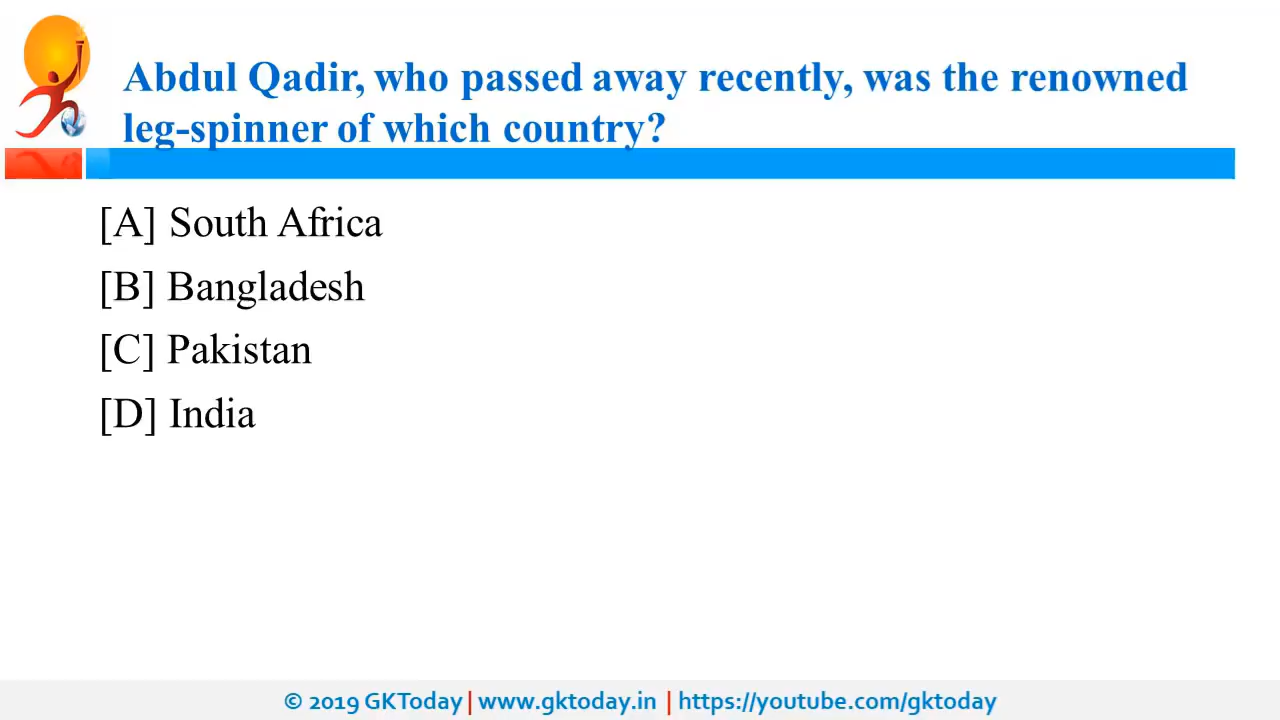 Abdul Qadir, who passed away recently, was the renowned
leg-spinner of which country?
[A] South Africa
[B] Bangladesh
[C] Pakistan
[D] India
© 2019 GKToday | www.gktoday.in | https://youtube.com/gktoday